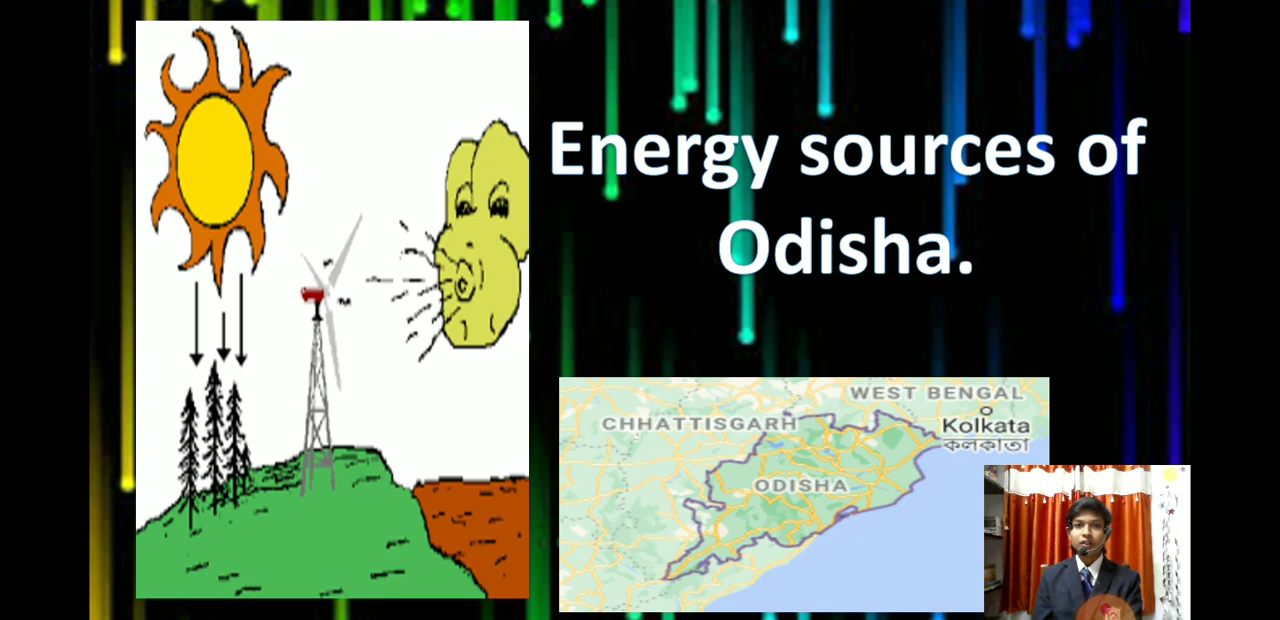 Energy sources of
Odisha.
WEST BENGAL
CHHATTISGARH
Kolkata
কলকাতা
ODISHA